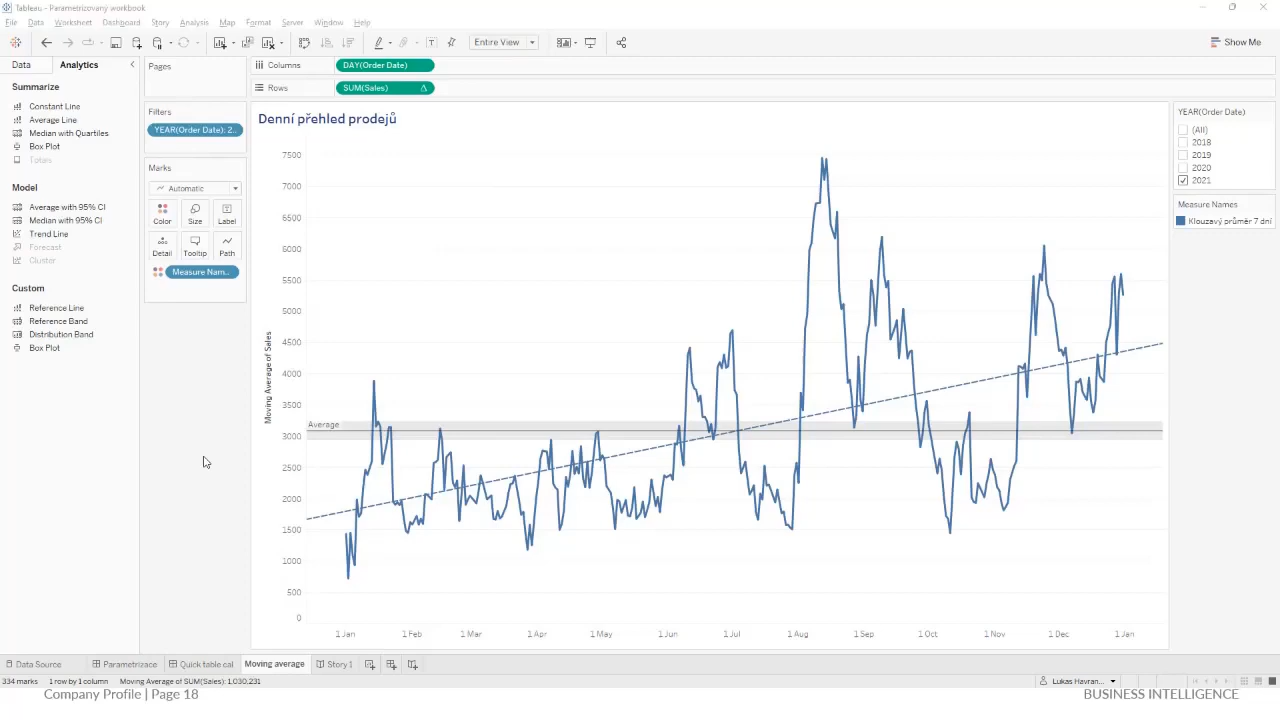 Tableau - Parametrizovaný workbook
File Data Worksheet Dashboard Story Analysis Map Format Server Window Help
Entire View
Show Me
Data Analytics
Summarize
Constant Line
Average Line
Median with Quartiles
Box Plot
Totals
Model
Average with 95% CI
Median with 95% CI
Trend Line
Forecast
Cluster
Custom
Reference Line
Reference Band
Distribution Band
Box Plot
Pages
Filters
YEAR(Order Date): 2..
Marks
Automatic
Color Size Label
Detail Tooltip Path
Measure Nam..
Columns DAY(Order Date)
Rows SUM(Sales)
Denní přehled prodejů
Moving Average of Sales
7500
7000
6500
6000
5500
5000
4500
4000
3500
3000
2500
2000
1500
1000
500
0
Average
1 Jan 1 Feb 1 Mar 1 Apr 1 May 1 Jun 1 Jul 1 Aug 1 Sep 1 Oct 1 Nov 1 Dec 1 Jan
YEAR(Order Date)
(All)
2018
2019
2020
2021
Measure Names
Klouzavý průměr 7 dní
Data Source Parametrizace Quick table cal Moving average Story 1
334 marks 1 row by 1 column Moving Average of SUM(Sales): 1,030,231
Lukas Havran...
Company Profile | Page 18
BUSINESS INTELLIGENCE